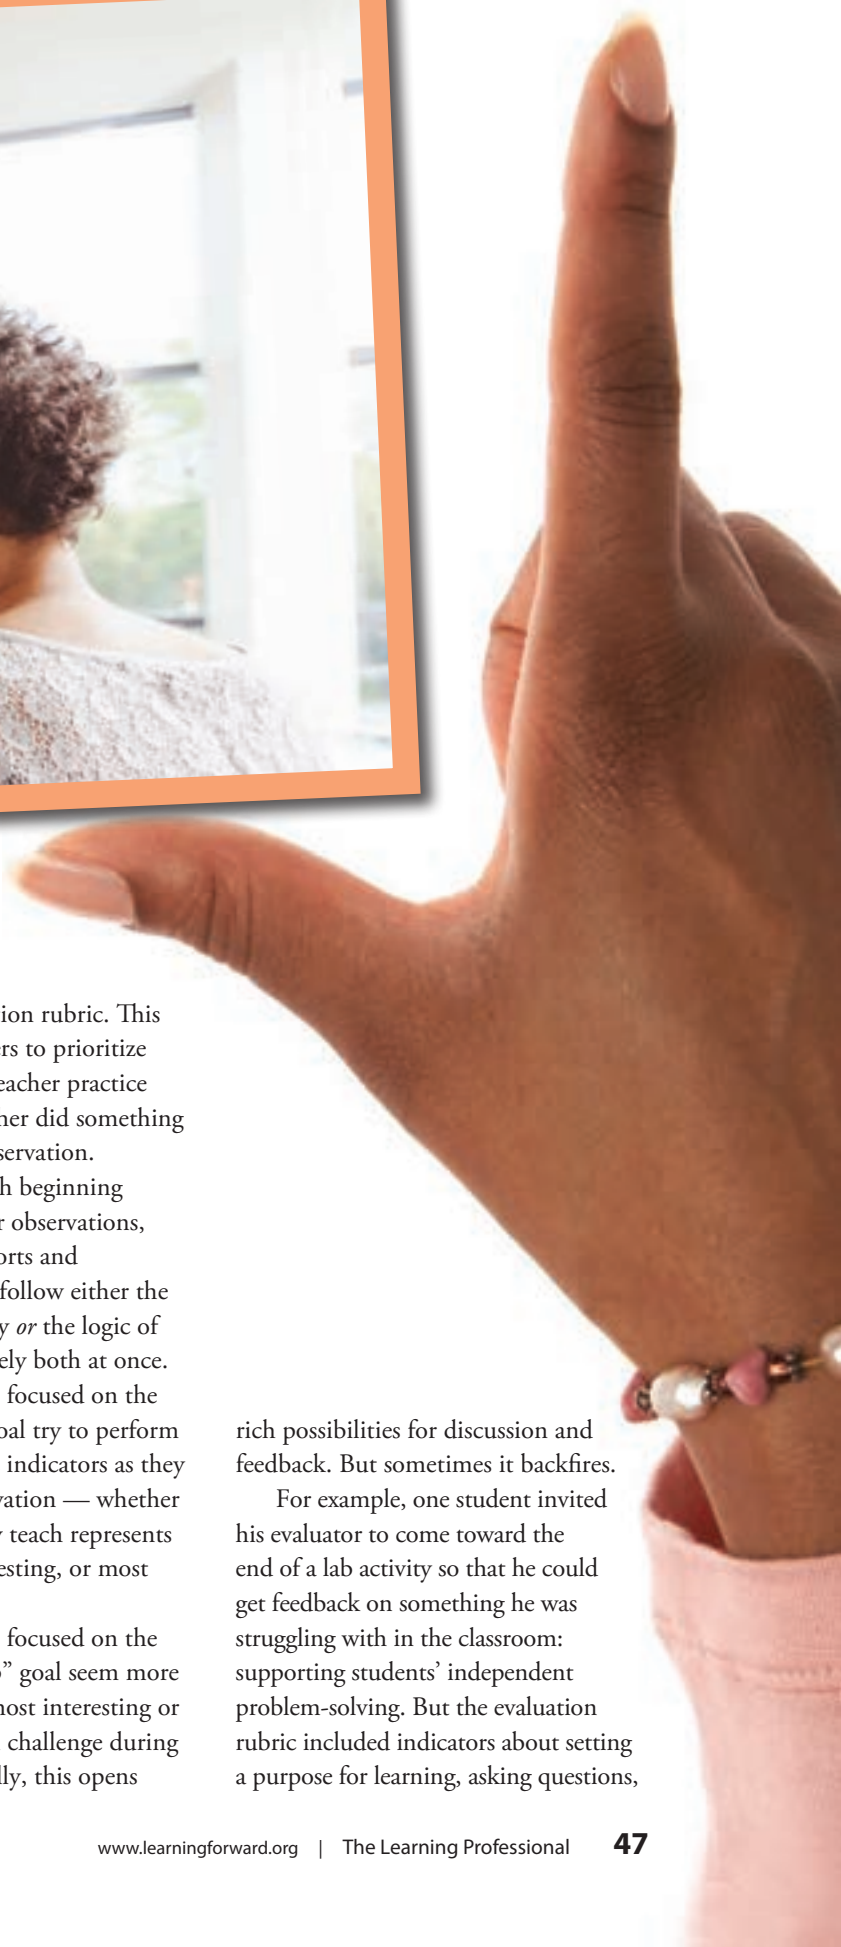 ion rubric. This
rs to prioritize
eacher practice
her did something
servation.
h beginning
r observations,
orts and
follow either the
y or the logic of
ely both at once.
focused on the
oal try to perform
indicators as they
vation — whether
y teach represents
esting, or most
focused on the
o” goal seem more
nost interesting or
challenge during
lly, this opens
rich possibilities for discussion and
feedback. But sometimes it backfires.
For example, one student invited
his evaluator to come toward the
end of a lab activity so that he could
get feedback on something he was
struggling with in the classroom:
supporting students’ independent
problem-solving. But the evaluation
rubric included indicators about setting
a purpose for learning, asking questions,
www.learningforward.org | The Learning Professional 47